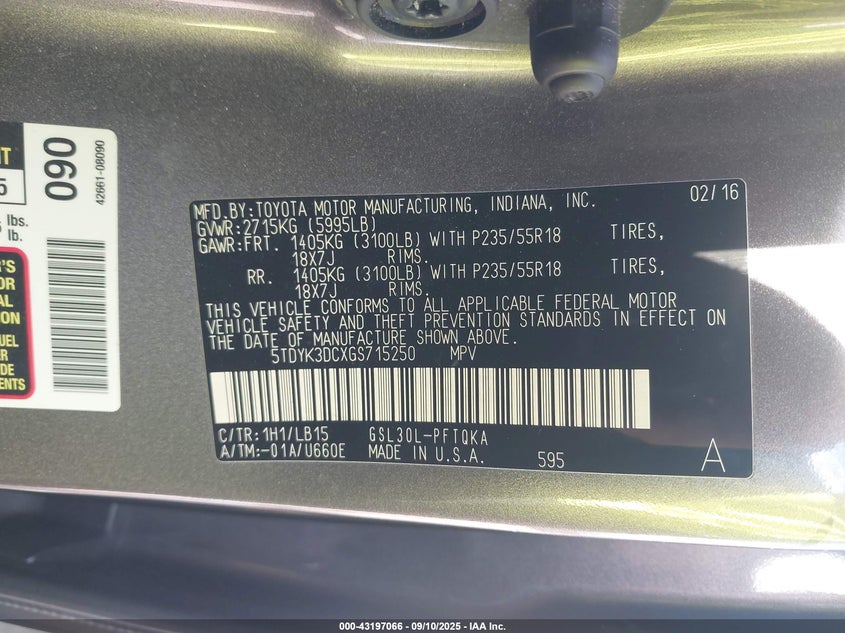 MFD.BY:TOYOTA MOTOR MANUFACTURING, INDIANA, INC. 02/16
GVWR:2715KG (5995LB)
GAWR:FRT. 1405KG (3100LB) WITH P235/55R18 TIRES,
18X7J RIMS.
RR. 1405KG (3100LB) WITH P235/55R18 TIRES,
18X7J RIMS.
THIS VEHICLE CONFORMS TO ALL APPLICABLE FEDERAL MOTOR
VEHICLE SAFETY AND THEFT PREVENTION STANDARDS IN EFFECT ON
THE DATE OF MANUFACTURE SHOWN ABOVE.
5TDYK3DCXGS715250 MPV
C/TR:1H1/LB15 GSL30L-PFTQKA
A/TM:-01A/U660E MADE IN U.S.A. 595 A
090
42661-08090
5
lbs.
lb.
000-43197066 - 09/10/2025 - IAA Inc.